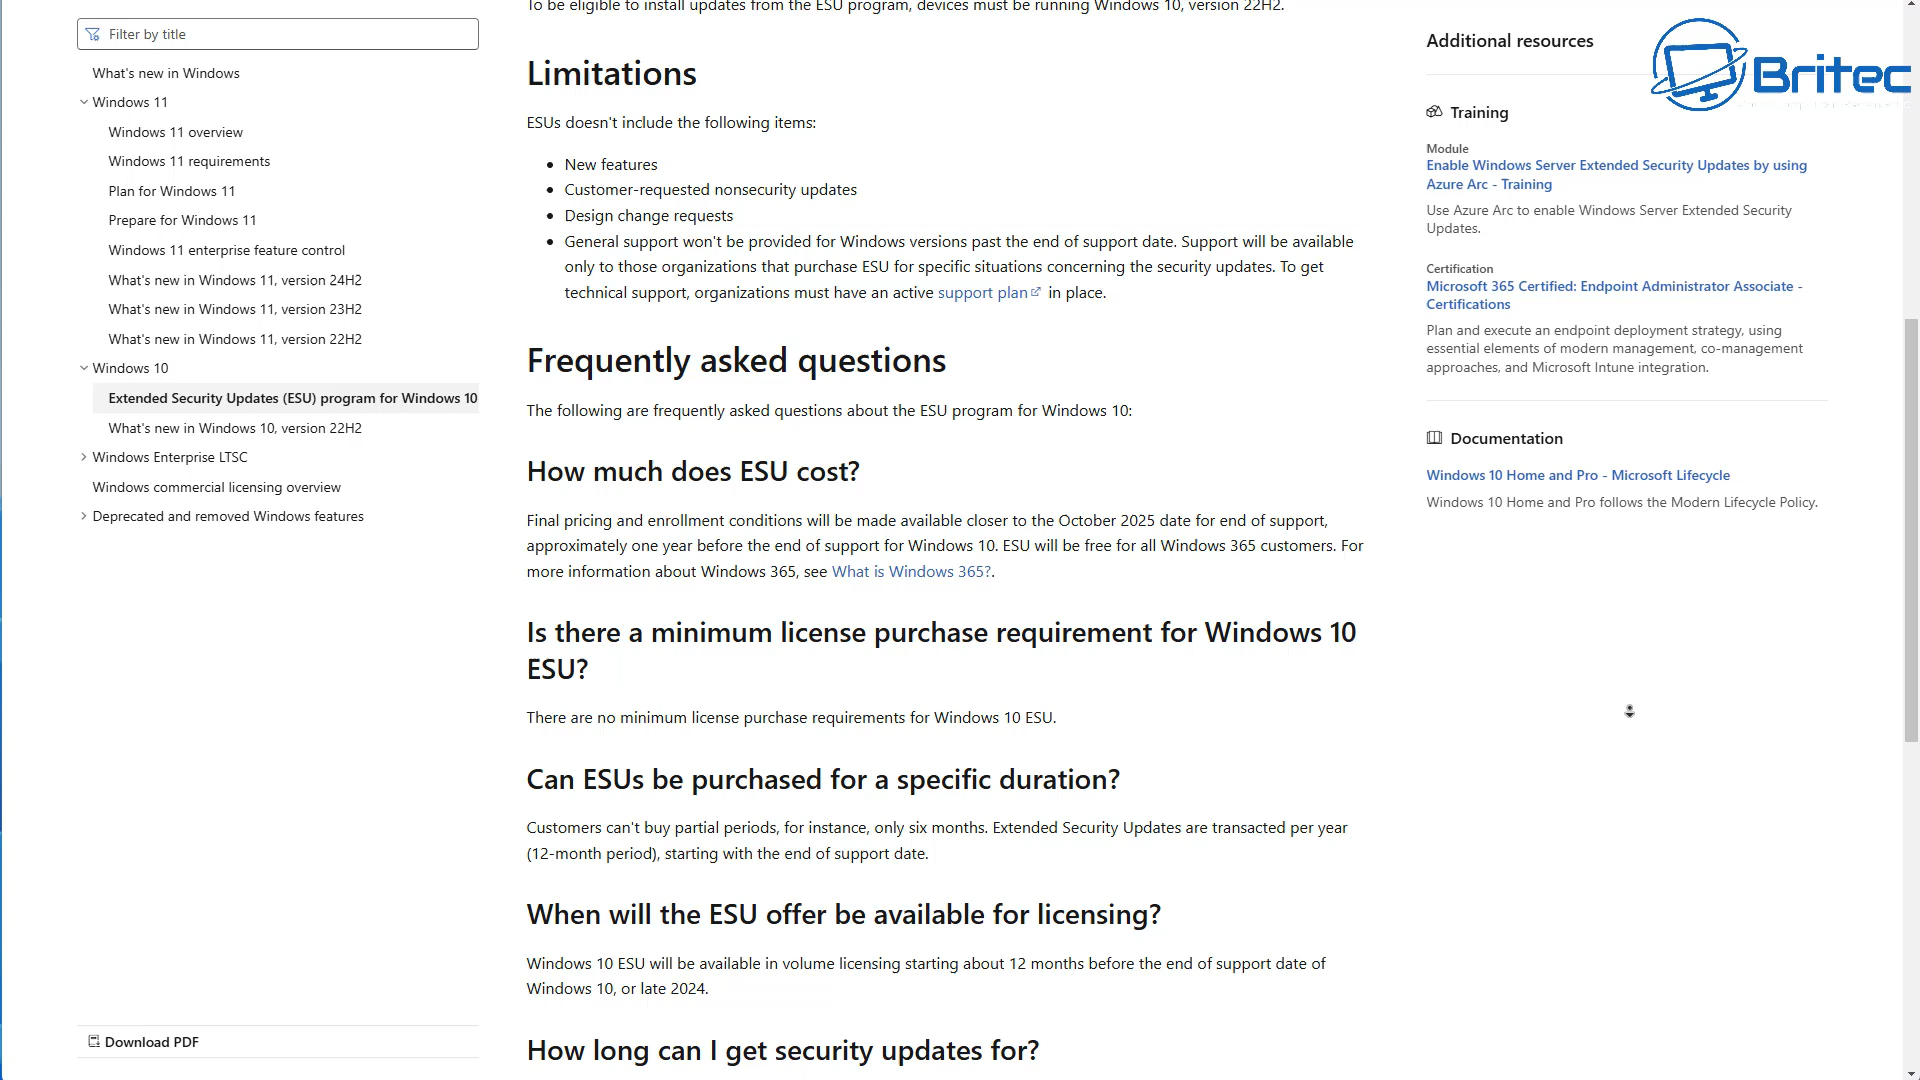 Filter by title
What's new in Windows
Windows 11
Windows 11 overview
Windows 11 requirements
Plan for Windows 11
Prepare for Windows 11
Windows 11 enterprise feature control
What's new in Windows 11, version 24H2
What's new in Windows 11, version 23H2
What's new in Windows 11, version 22H2
Windows 10
Extended Security Updates (ESU) program for Windows 10
What's new in Windows 10, version 22H2
Windows Enterprise LTSC
Windows commercial licensing overview
Deprecated and removed Windows features
Download PDF
To be eligible to install updates from the ESU program, devices must be running Windows 10, version 22H2.
Limitations
ESUs doesn't include the following items:
New features
Customer-requested nonsecurity updates
Design change requests
General support won't be provided for Windows versions past the end of support date. Support will be available
only to those organizations that purchase ESU for specific situations concerning the security updates. To get
technical support, organizations must have an active support plan in place.
Frequently asked questions
The following are frequently asked questions about the ESU program for Windows 10:
How much does ESU cost?
Final pricing and enrollment conditions will be made available closer to the October 2025 date for end of support,
approximately one year before the end of support for Windows 10. ESU will be free for all Windows 365 customers. For
more information about Windows 365, see What is Windows 365?.
Is there a minimum license purchase requirement for Windows 10
ESU?
There are no minimum license purchase requirements for Windows 10 ESU.
Can ESUs be purchased for a specific duration?
Customers can't buy partial periods, for instance, only six months. Extended Security Updates are transacted per year
(12-month period), starting with the end of support date.
When will the ESU offer be available for licensing?
Windows 10 ESU will be available in volume licensing starting about 12 months before the end of support date of
Windows 10, or late 2024.
How long can I get security updates for?
Additional resources
Britec
Training
Module
Enable Windows Server Extended Security Updates by using
Azure Arc - Training
Use Azure Arc to enable Windows Server Extended Security
Updates.
Certification
Microsoft 365 Certified: Endpoint Administrator Associate -
Certifications
Plan and execute an endpoint deployment strategy, using
essential elements of modern management, co-management
approaches, and Microsoft Intune integration.
Documentation
Windows 10 Home and Pro - Microsoft Lifecycle
Windows 10 Home and Pro follows the Modern Lifecycle Policy.